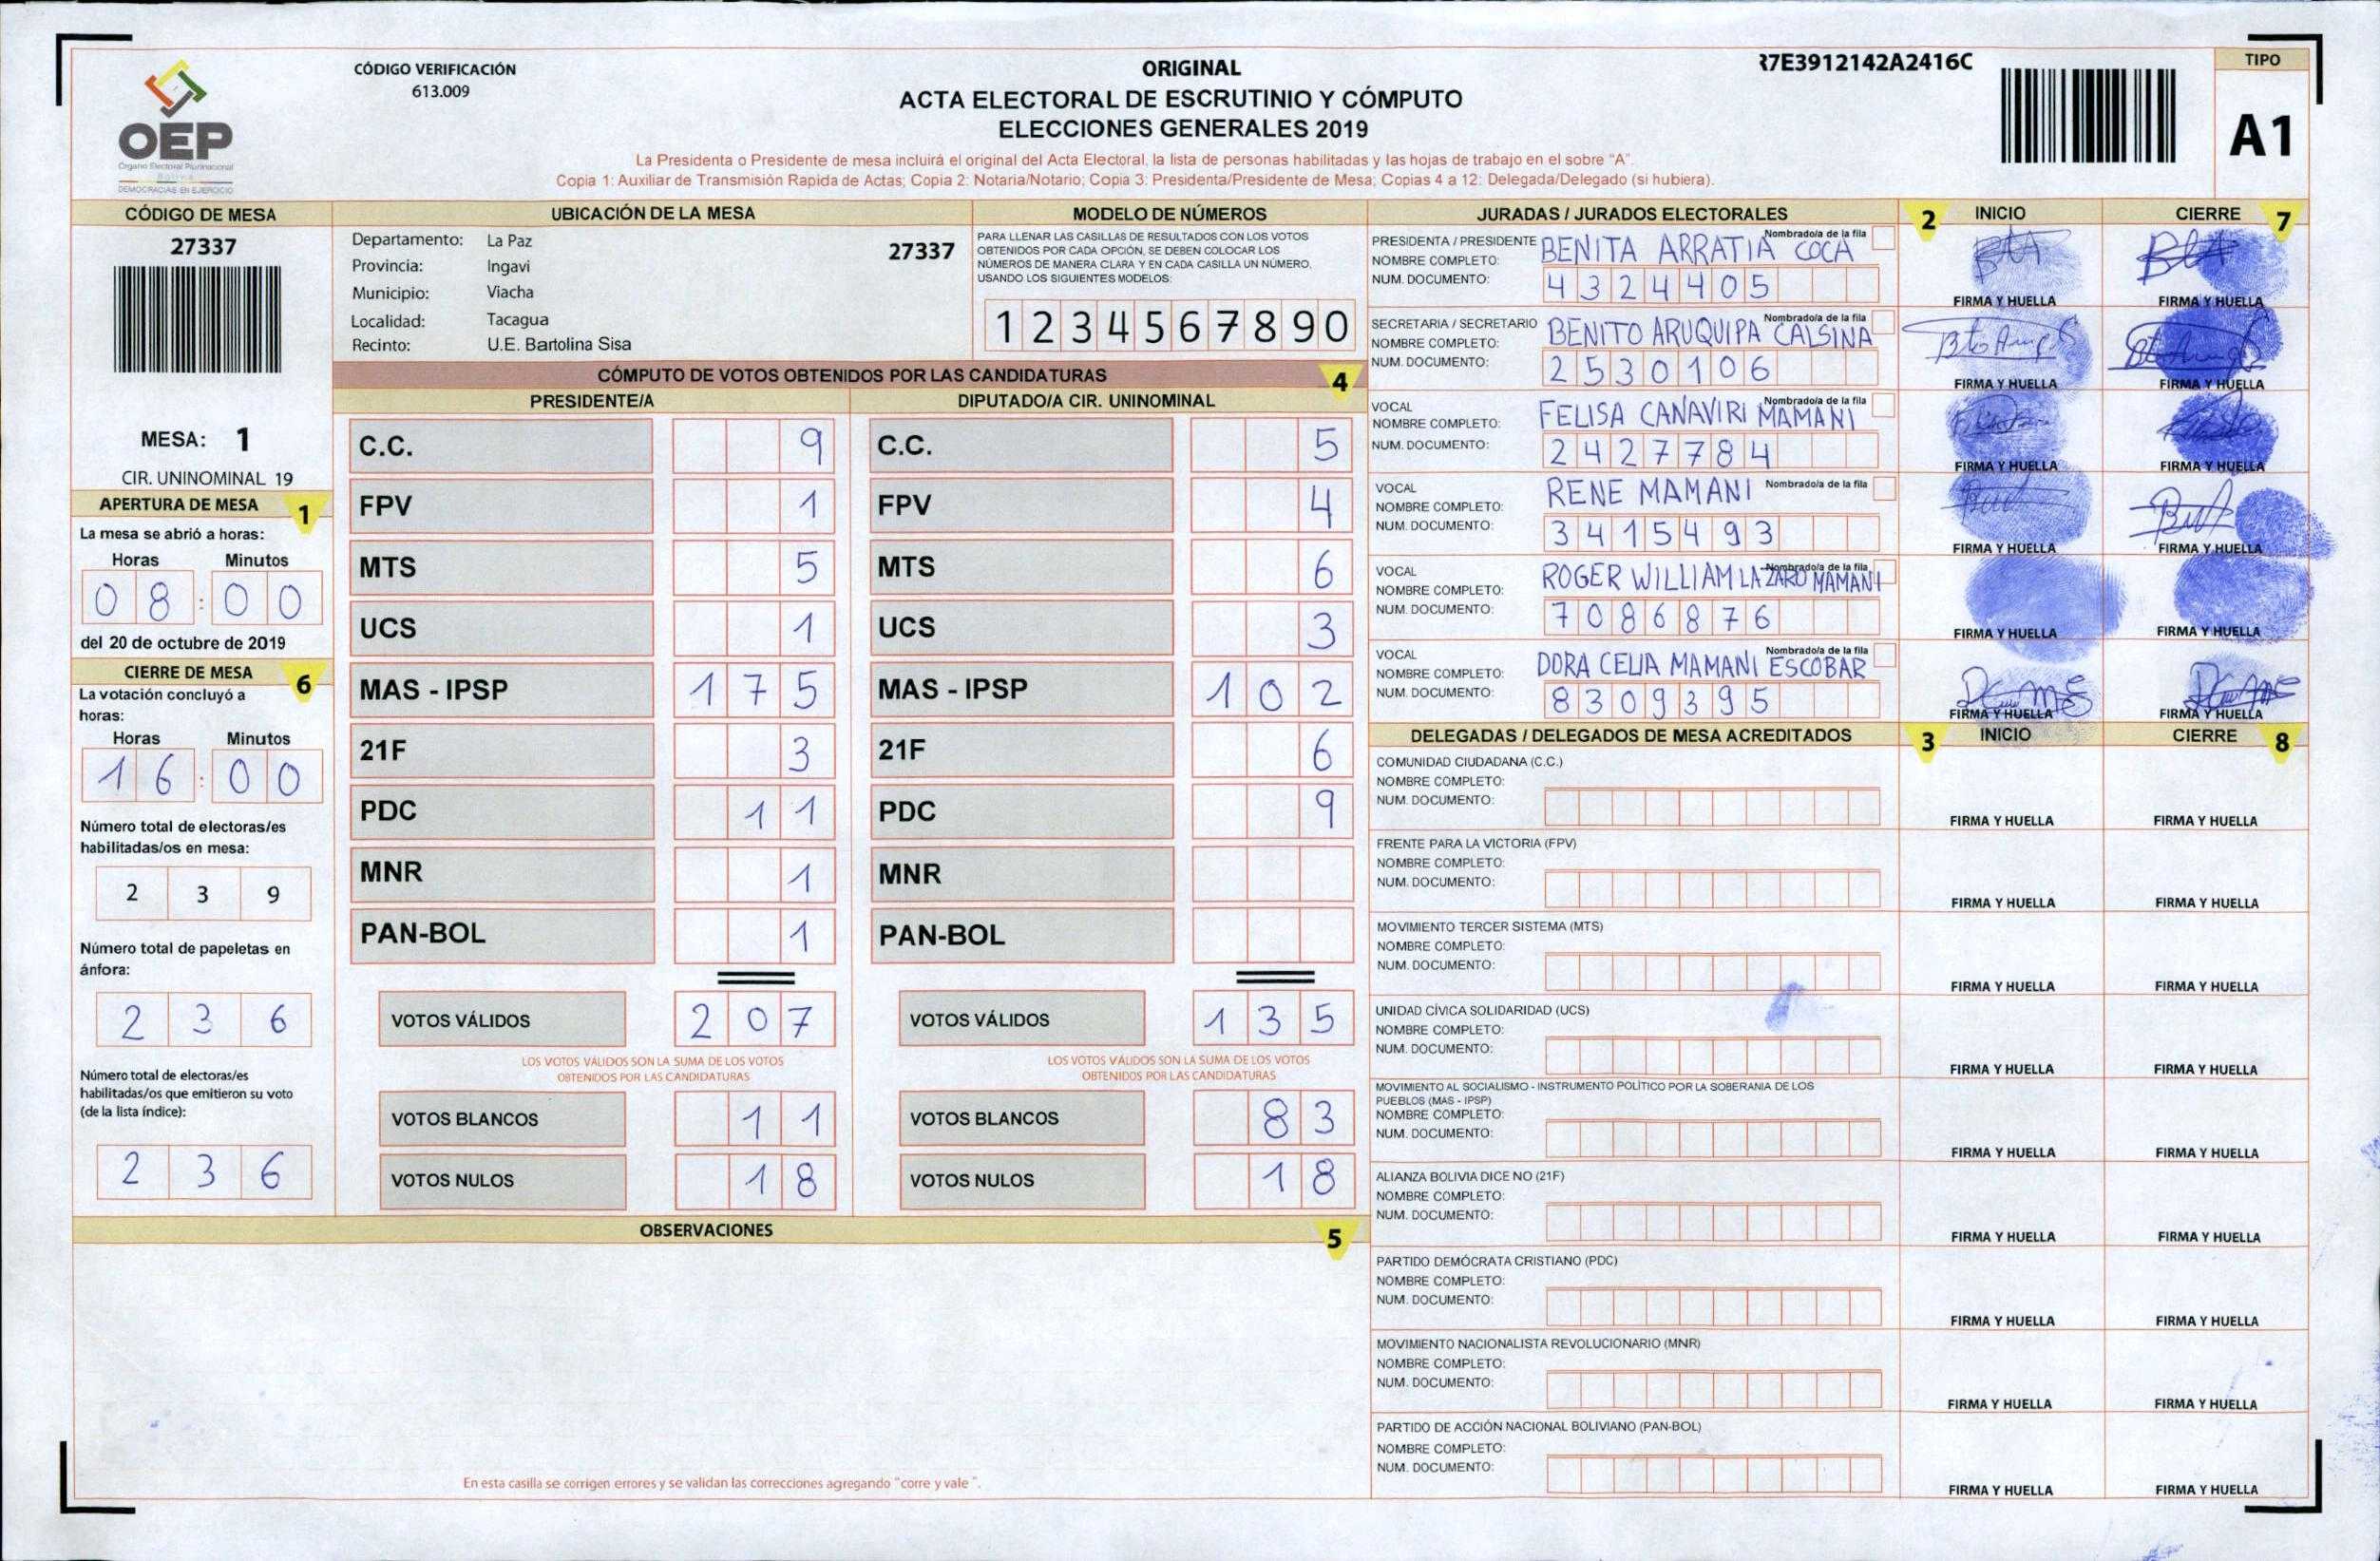 OEP
Órgano Electoral Plurinacional
Bolivia
DEMOCRACIAS EN EJERCICIO
CÓDIGO VERIFICACIÓN
613.009
ORIGINAL
ACTA ELECTORAL DE ESCRUTINIO Y CÓMPUTO
ELECCIONES GENERALES 2019
La Presidenta o Presidente de mesa incluirá el original del Acta Electoral, la lista de personas habilitadas y las hojas de trabajo en el sobre “A”.
Copia 1: Auxiliar de Transmisión Rapida de Actas; Copia 2: Notaria/Notario; Copia 3: Presidenta/Presidente de Mesa; Copias 4 a 12: Delegada/Delegado (si hubiera).
7E3912142A2416C
TIPO
A1
CÓDIGO DE MESA
27337
MESA: 1
CIR. UNINOMINAL 19
APERTURA DE MESA 1
La mesa se abrió a horas:
Horas Minutos
08:00
del 20 de octubre de 2019
CIERRE DE MESA 6
La votación concluyó a
horas:
Horas Minutos
16:00
Número total de electoras/es
habilitadas/os en mesa:
2 3 9
Número total de papeletas en
ánfora:
2 3 6
Número total de electoras/es
habilitadas/os que emitieron su voto
(de la lista índice):
2 3 6
UBICACIÓN DE LA MESA
Departamento: La Paz 27337
Provincia: Ingavi
Municipio: Viacha
Localidad: Tacagua
Recinto: U.E. Bartolina Sisa
MODELO DE NÚMEROS
PARA LLENAR LAS CASILLAS DE RESULTADOS CON LOS VOTOS
OBTENIDOS POR CADA OPCIÓN, SE DEBEN COLOCAR LOS
NÚMEROS DE MANERA CLARA Y EN CADA CASILLA UN NÚMERO,
USANDO LOS SIGUIENTES MODELOS:
1 2 3 4 5 6 7 8 9 0
CÓMPUTO DE VOTOS OBTENIDOS POR LAS CANDIDATURAS 4
PRESIDENTE/A
C.C. 9
FPV 1
MTS 5
UCS 1
MAS - IPSP 1 7 5
21F 3
PDC 1 1
MNR 1
PAN-BOL 1
VOTOS VÁLIDOS 2 0 7
LOS VOTOS VÁLIDOS SON LA SUMA DE LOS VOTOS
OBTENIDOS POR LAS CANDIDATURAS
VOTOS BLANCOS 1 1
VOTOS NULOS 1 8
DIPUTADO/A CIR. UNINOMINAL
C.C. 5
FPV 4
MTS 6
UCS 3
MAS - IPSP 1 0 2
21F 6
PDC 9
MNR
PAN-BOL
VOTOS VÁLIDOS 1 3 5
LOS VOTOS VÁLIDOS SON LA SUMA DE LOS VOTOS
OBTENIDOS POR LAS CANDIDATURAS
VOTOS BLANCOS 8 3
VOTOS NULOS 1 8
OBSERVACIONES 5
En esta casilla se corrigen errores y se validan las correcciones agregando “corre y vale ”.
JURADAS / JURADOS ELECTORALES 2 INICIO CIERRE 7
Nombrado/a de la fila
PRESIDENTA / PRESIDENTE
NOMBRE COMPLETO: BENITA ARRATIA COCA
NUM. DOCUMENTO: 4324405
FIRMA Y HUELLA FIRMA Y HUELLA
Nombrado/a de la fila
SECRETARIA / SECRETARIO
NOMBRE COMPLETO: BENITO ARUQUIPA CALSINA
NUM. DOCUMENTO: 2530106
FIRMA Y HUELLA FIRMA Y HUELLA
Nombrado/a de la fila
VOCAL
NOMBRE COMPLETO: FELISA CANAVIRI MAMANI
NUM. DOCUMENTO: 2427784
FIRMA Y HUELLA FIRMA Y HUELLA
Nombrado/a de la fila
VOCAL
NOMBRE COMPLETO: RENE MAMANI
NUM. DOCUMENTO: 3415493
FIRMA Y HUELLA FIRMA Y HUELLA
Nombrado/a de la fila
VOCAL
NOMBRE COMPLETO: ROGER WILLIAM LAZARO MAMANI
NUM. DOCUMENTO: 7086876
FIRMA Y HUELLA FIRMA Y HUELLA
Nombrado/a de la fila
VOCAL
NOMBRE COMPLETO: DORA CELIA MAMANI ESCOBAR
NUM. DOCUMENTO: 8309395
FIRMA Y HUELLA FIRMA Y HUELLA
DELEGADAS / DELEGADOS DE MESA ACREDITADOS 3 INICIO CIERRE 8
COMUNIDAD CIUDADANA (C.C.)
NOMBRE COMPLETO:
NUM. DOCUMENTO:
FIRMA Y HUELLA FIRMA Y HUELLA
FRENTE PARA LA VICTORIA (FPV)
NOMBRE COMPLETO:
NUM. DOCUMENTO:
FIRMA Y HUELLA FIRMA Y HUELLA
MOVIMIENTO TERCER SISTEMA (MTS)
NOMBRE COMPLETO:
NUM. DOCUMENTO:
FIRMA Y HUELLA FIRMA Y HUELLA
UNIDAD CÍVICA SOLIDARIDAD (UCS)
NOMBRE COMPLETO:
NUM. DOCUMENTO:
FIRMA Y HUELLA FIRMA Y HUELLA
MOVIMIENTO AL SOCIALISMO - INSTRUMENTO POLÍTICO POR LA SOBERANIA DE LOS
PUEBLOS (MAS - IPSP)
NOMBRE COMPLETO:
NUM. DOCUMENTO:
FIRMA Y HUELLA FIRMA Y HUELLA
ALIANZA BOLIVIA DICE NO (21F)
NOMBRE COMPLETO:
NUM. DOCUMENTO:
FIRMA Y HUELLA FIRMA Y HUELLA
PARTIDO DEMÓCRATA CRISTIANO (PDC)
NOMBRE COMPLETO:
NUM. DOCUMENTO:
FIRMA Y HUELLA FIRMA Y HUELLA
MOVIMIENTO NACIONALISTA REVOLUCIONARIO (MNR)
NOMBRE COMPLETO:
NUM. DOCUMENTO:
FIRMA Y HUELLA FIRMA Y HUELLA
PARTIDO DE ACCIÓN NACIONAL BOLIVIANO (PAN-BOL)
NOMBRE COMPLETO:
NUM. DOCUMENTO:
FIRMA Y HUELLA FIRMA Y HUELLA